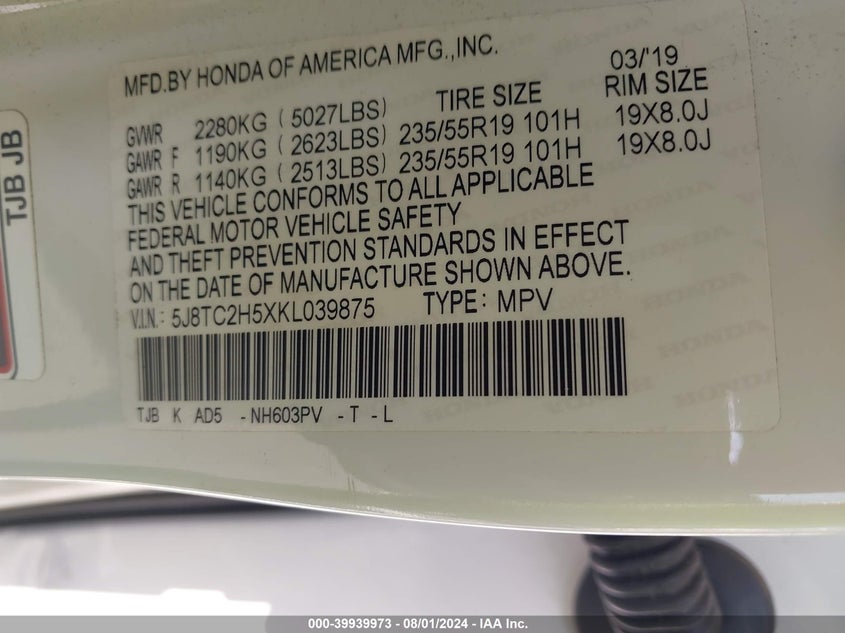 MFD.BY HONDA OF AMERICA MFG.,INC. 03/'19
TIRE SIZE RIM SIZE
GVWR 2280KG ( 5027LBS)
GAWR F 1190KG ( 2623LBS) 235/55R19 101H 19X8.0J
GAWR R 1140KG ( 2513LBS) 235/55R19 101H 19X8.0J
THIS VEHICLE CONFORMS TO ALL APPLICABLE
FEDERAL MOTOR VEHICLE SAFETY
AND THEFT PREVENTION STANDARDS IN EFFECT
ON THE DATE OF MANUFACTURE SHOWN ABOVE.
V.I.N.: 5J8TC2H5XKL039875 TYPE: MPV
TJB K AD5 -NH603PV -T -L
TJB JB
000-39939973 - 08/01/2024 - IAA Inc.